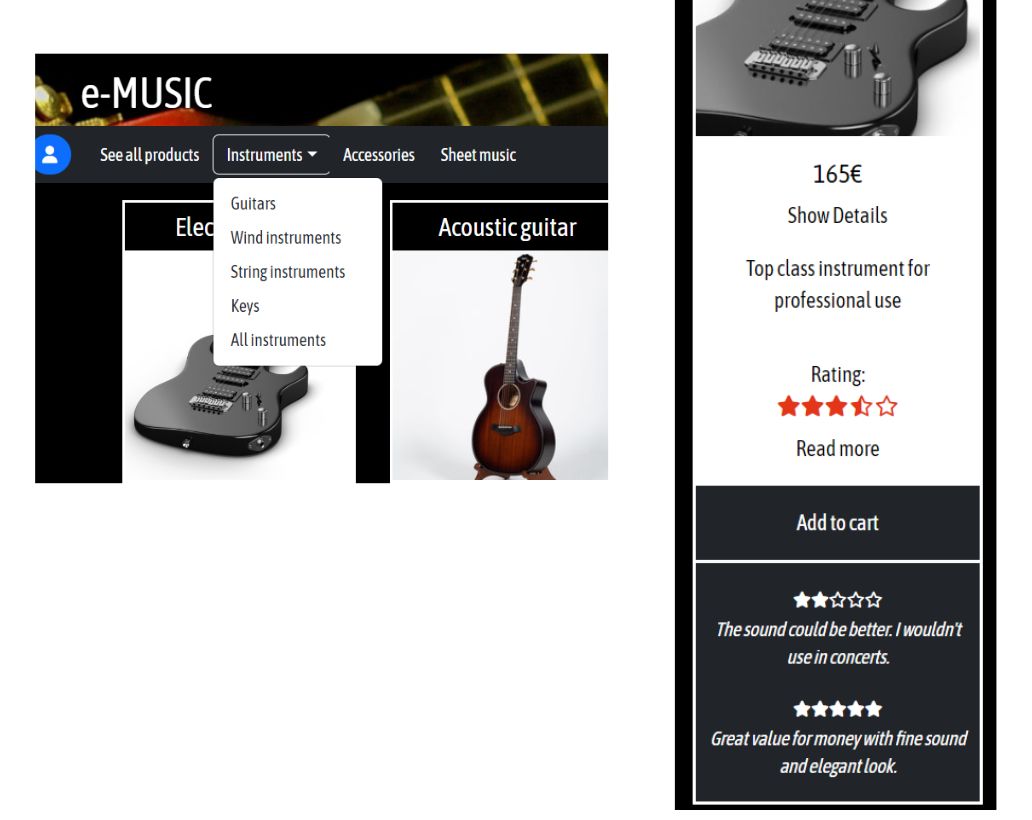 e-MUSIC
See all products
Instruments
Accessories
Sheet music
Guitars
Wind instruments
String instruments
Keys
All instruments
Elec
Acoustic guitar
165€
Show Details
Top class instrument for
professional use
Rating:
Read more
Add to cart
The sound could be better. I wouldn't
use in concerts.
Great value for money with fine sound
and elegant look.